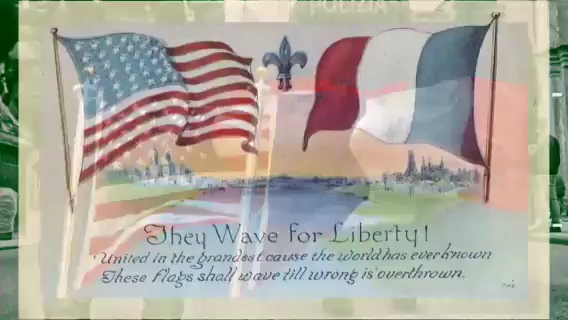 POLIZIA
They Wave for Liberty!
United in the grandest cause the world has ever known
These flags shall wave till wrong is overthrown.